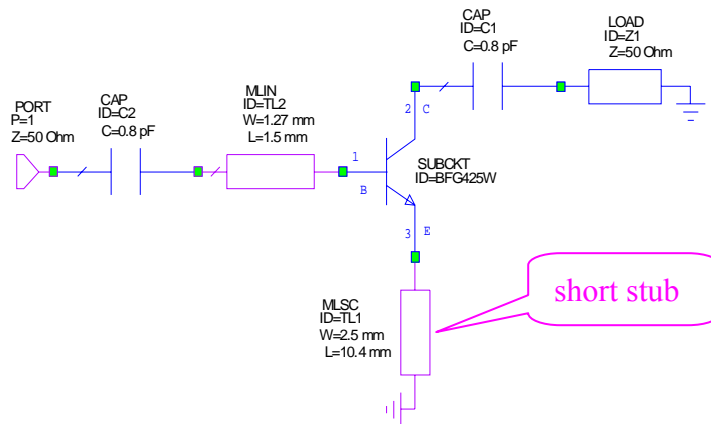 PORT
P=1
Z=50 Ohm
CAP
ID=C2
C=0.8 pF
MLIN
ID=TL2
W=1.27 mm
L=1.5 mm
1
B
2
C
3
E
SUBCKT
ID=BFG425W
CAP
ID=C1
C=0.8 pF
LOAD
ID=Z1
Z=50 Ohm
MLSC
ID=TL1
W=2.5 mm
L=10.4 mm
short stub